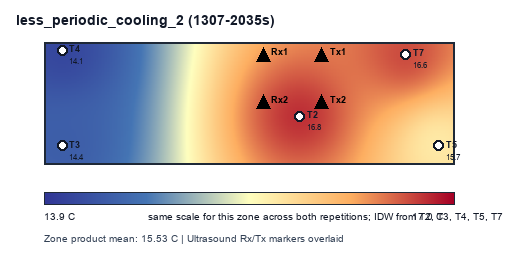 less_periodic_cooling_2 (1307-2035s)
T4
14.1
Rx1
Tx1
T7
16.6
Rx2
Tx2
T2
16.8
T3
14.4
T5
15.7
13.9 C
same scale for this zone across both repetitions; IDW from T2, T3, T4, T5, T7
17.0 C
Zone product mean: 15.53 C | Ultrasound Rx/Tx markers overlaid